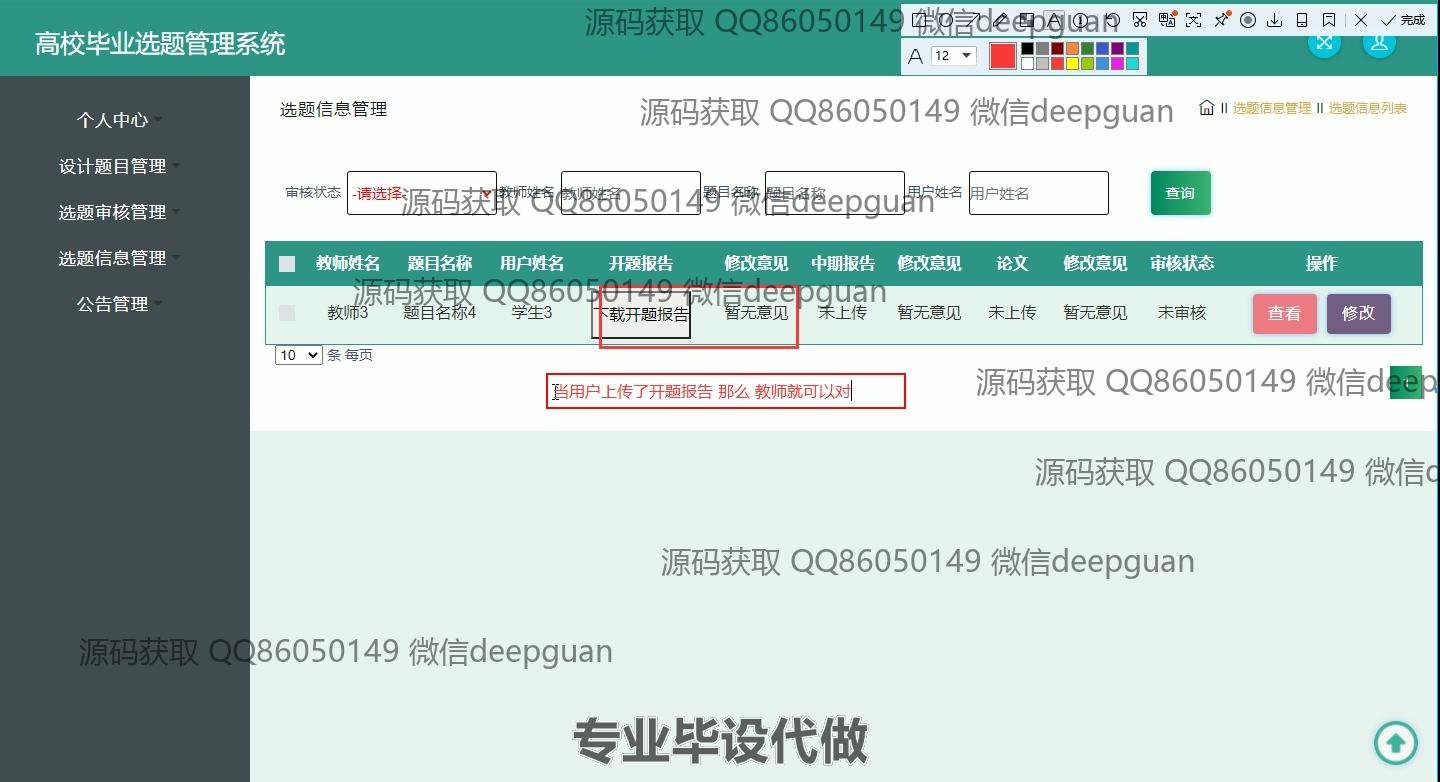 源码获取 QQ86050149 微信deepguan
完成
高校毕业选题管理系统
A 12
选题信息管理
源码获取 QQ86050149 微信deepguan
选题信息管理 选题信息列表
个人中心
设计题目管理
选题审核管理
选题信息管理
公告管理
审核状态 -请选择- 教师姓名 教师姓名 题目名称 题目名称 用户姓名 用户姓名 查询
源码获取 QQ86050149 微信deepguan
教师姓名 题目名称 用户姓名 开题报告 修改意见 中期报告 修改意见 论文 修改意见 审核状态 操作
源码获取 QQ86050149 微信deepguan
教师3 题目名称4 学生3 下载开题报告 暂无意见 未上传 暂无意见 未上传 暂无意见 未审核 查看 修改
10 条 每页
源码获取 QQ86050149 微信deep
当用户上传了开题报告 那么 教师就可以对
源码获取 QQ86050149 微信d
源码获取 QQ86050149 微信deepguan
源码获取 QQ86050149 微信deepguan
专业毕设代做